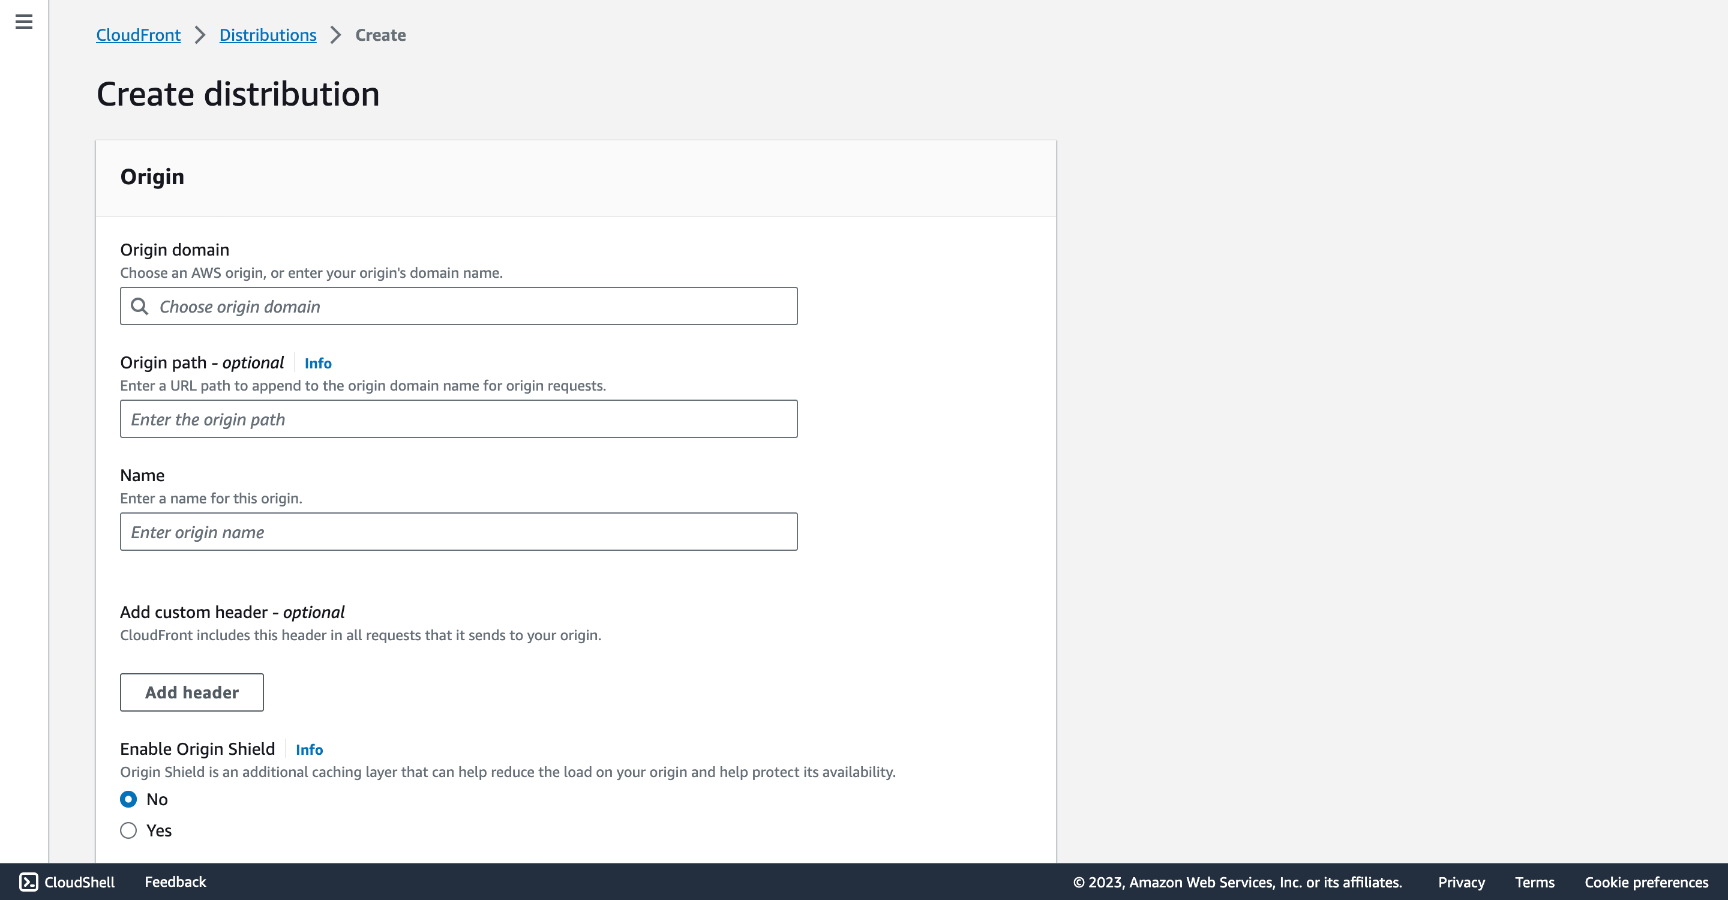 CloudFront > Distributions > Create
Create distribution
Origin
Origin domain
Choose an AWS origin, or enter your origin's domain name.
Choose origin domain
Origin path - optional Info
Enter a URL path to append to the origin domain name for origin requests.
Enter the origin path
Name
Enter a name for this origin.
Enter origin name
Add custom header - optional
CloudFront includes this header in all requests that it sends to your origin.
Add header
Enable Origin Shield Info
Origin Shield is an additional caching layer that can help reduce the load on your origin and help protect its availability.
No
Yes
CloudShell Feedback © 2023, Amazon Web Services, Inc. or its affiliates. Privacy Terms Cookie preferences